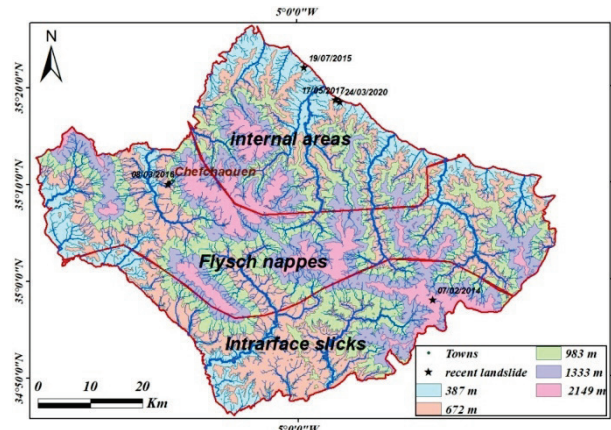 5°0'0"W
N
19/07/2015
17/05/2017 24/03/2020
35°20'0"N
internal areas
08/03/2016 Chefchaouen
35°10'0"N
Flysch nappes
35°0'0"N
07/02/2014
Intrarface slicks
34°50'0"N
0 10 20
Km
Towns
recent landslide
387 m
672 m
983 m
1333 m
2149 m
5°0'0"W